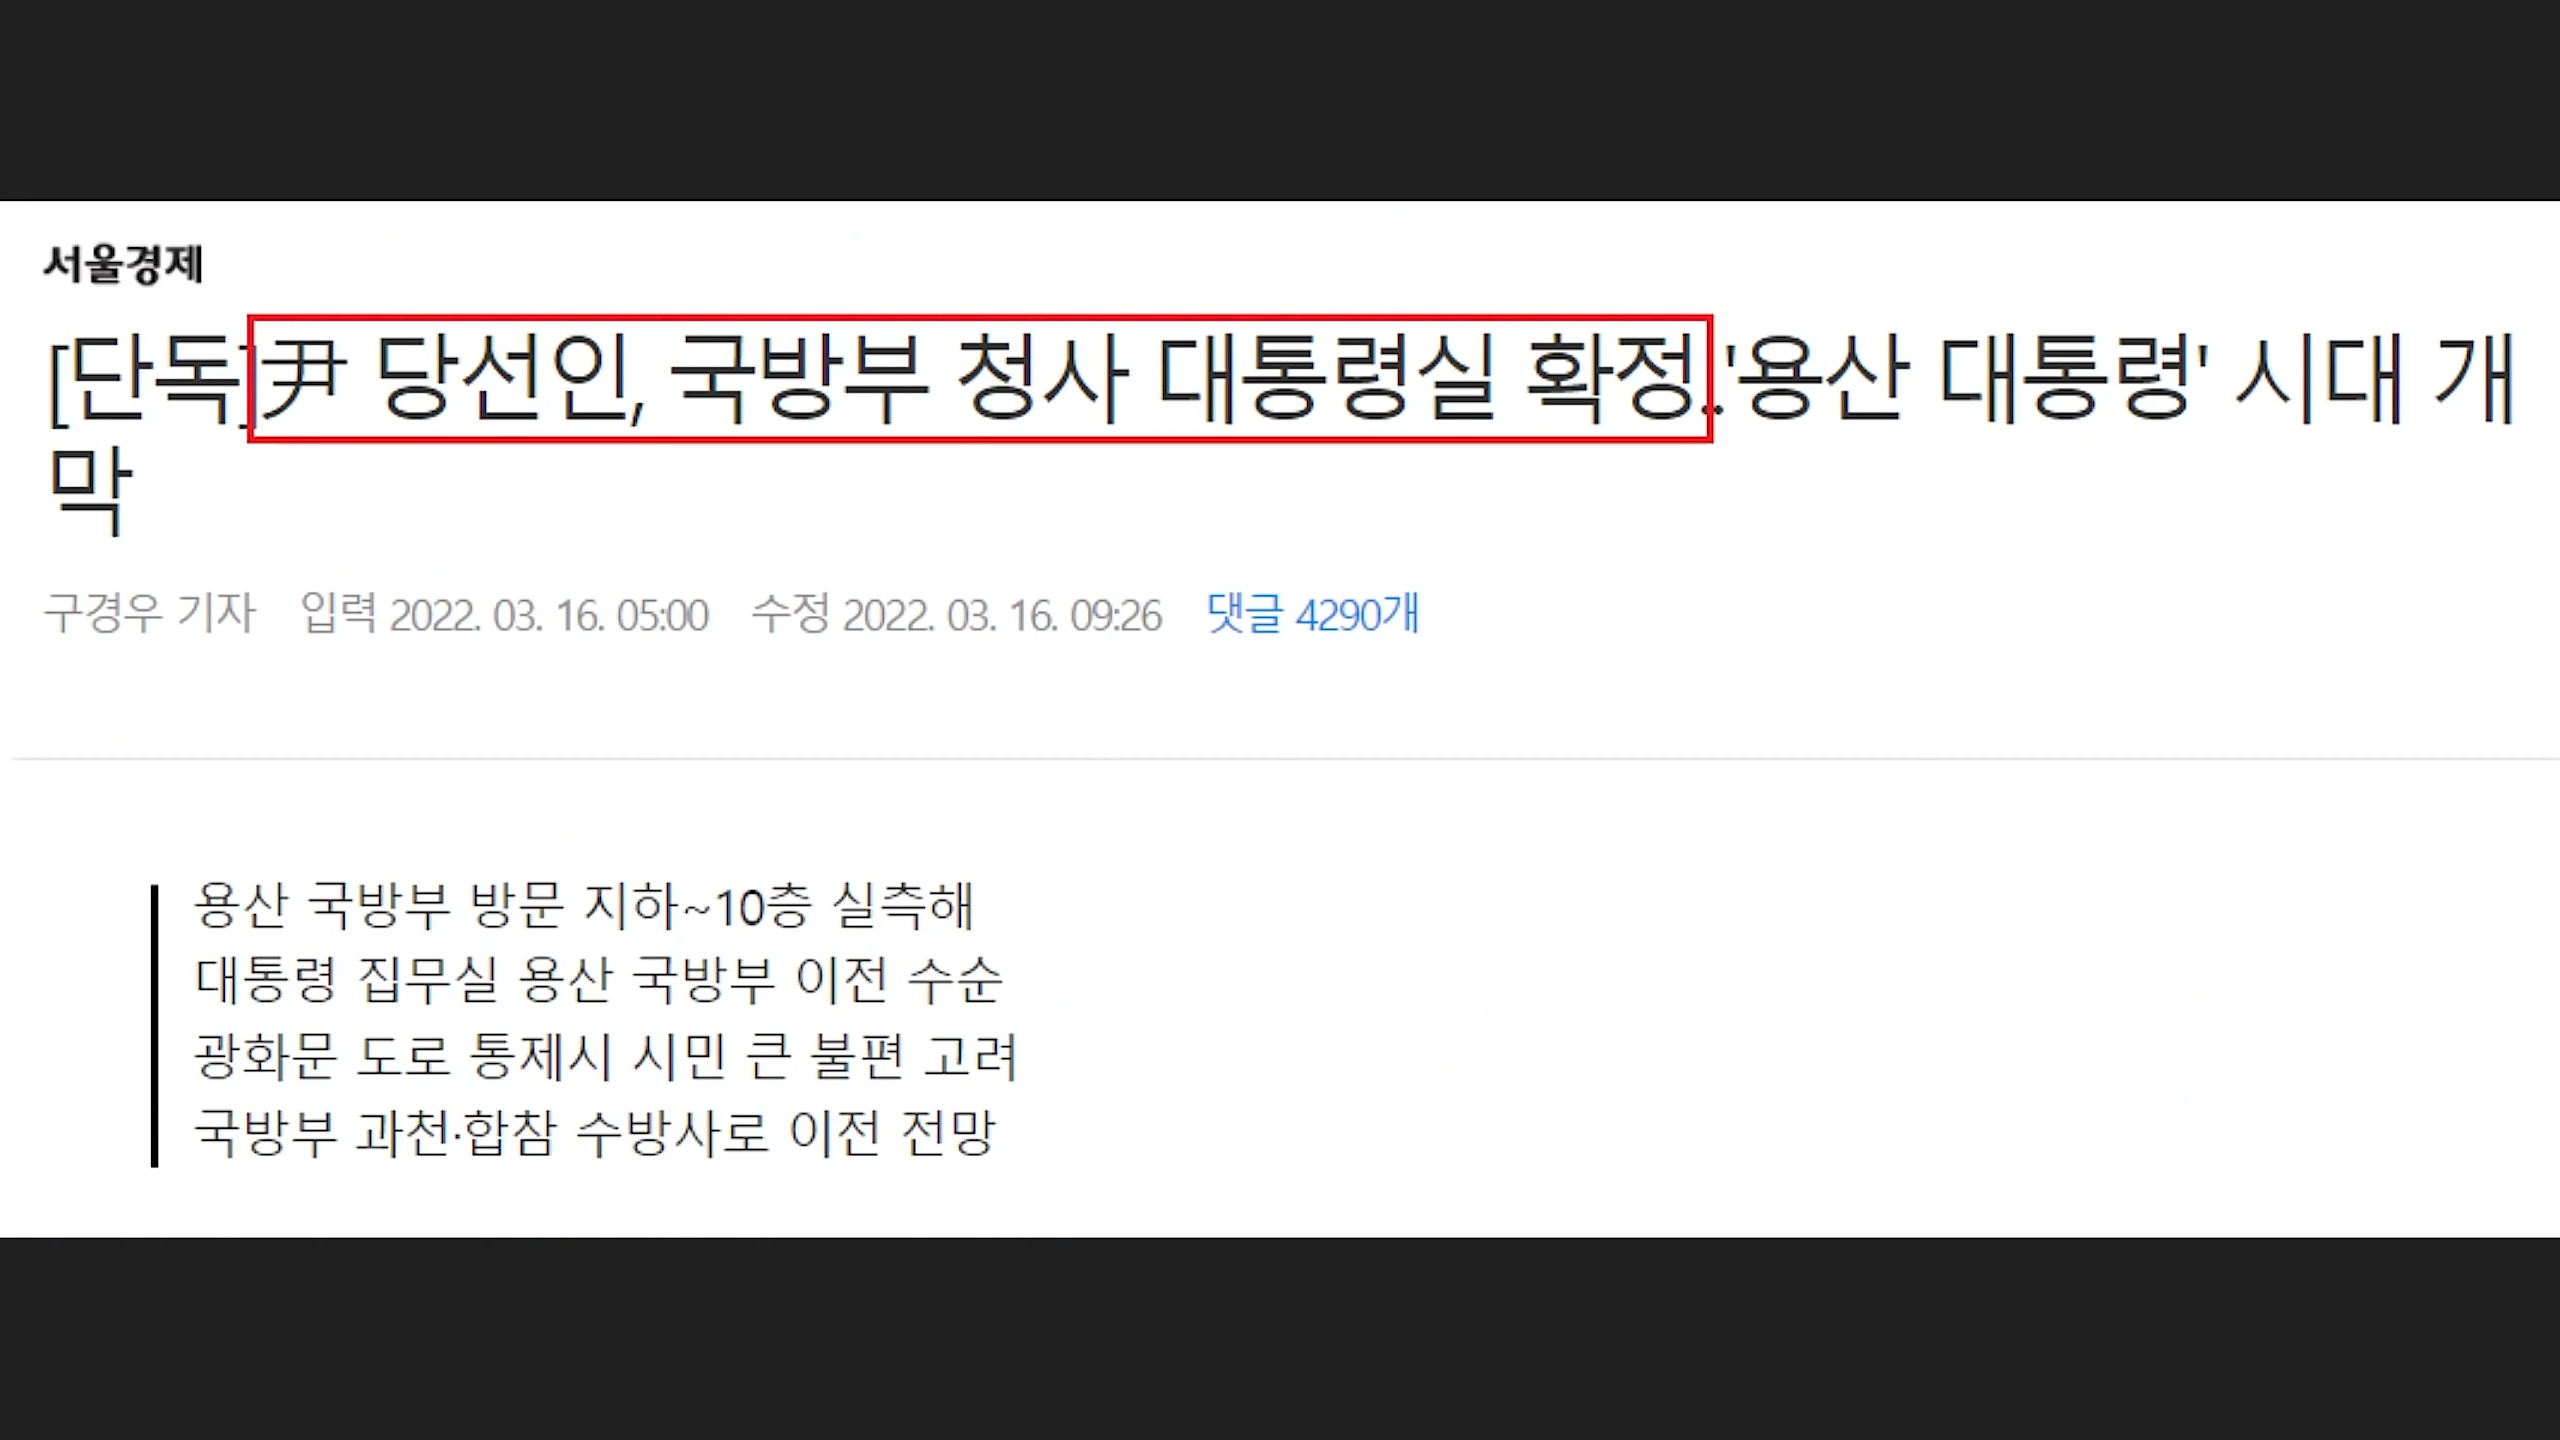 서울경제
[단독]尹 당선인, 국방부 청사 대통령실 확정..'용산 대통령' 시대 개
막
구경우 기자 입력 2022. 03. 16. 05:00 수정 2022. 03. 16. 09:26 댓글 4290개
용산 국방부 방문 지하~10층 실측해
대통령 집무실 용산 국방부 이전 수순
광화문 도로 통제시 시민 큰 불편 고려
국방부 과천·합참 수방사로 이전 전망